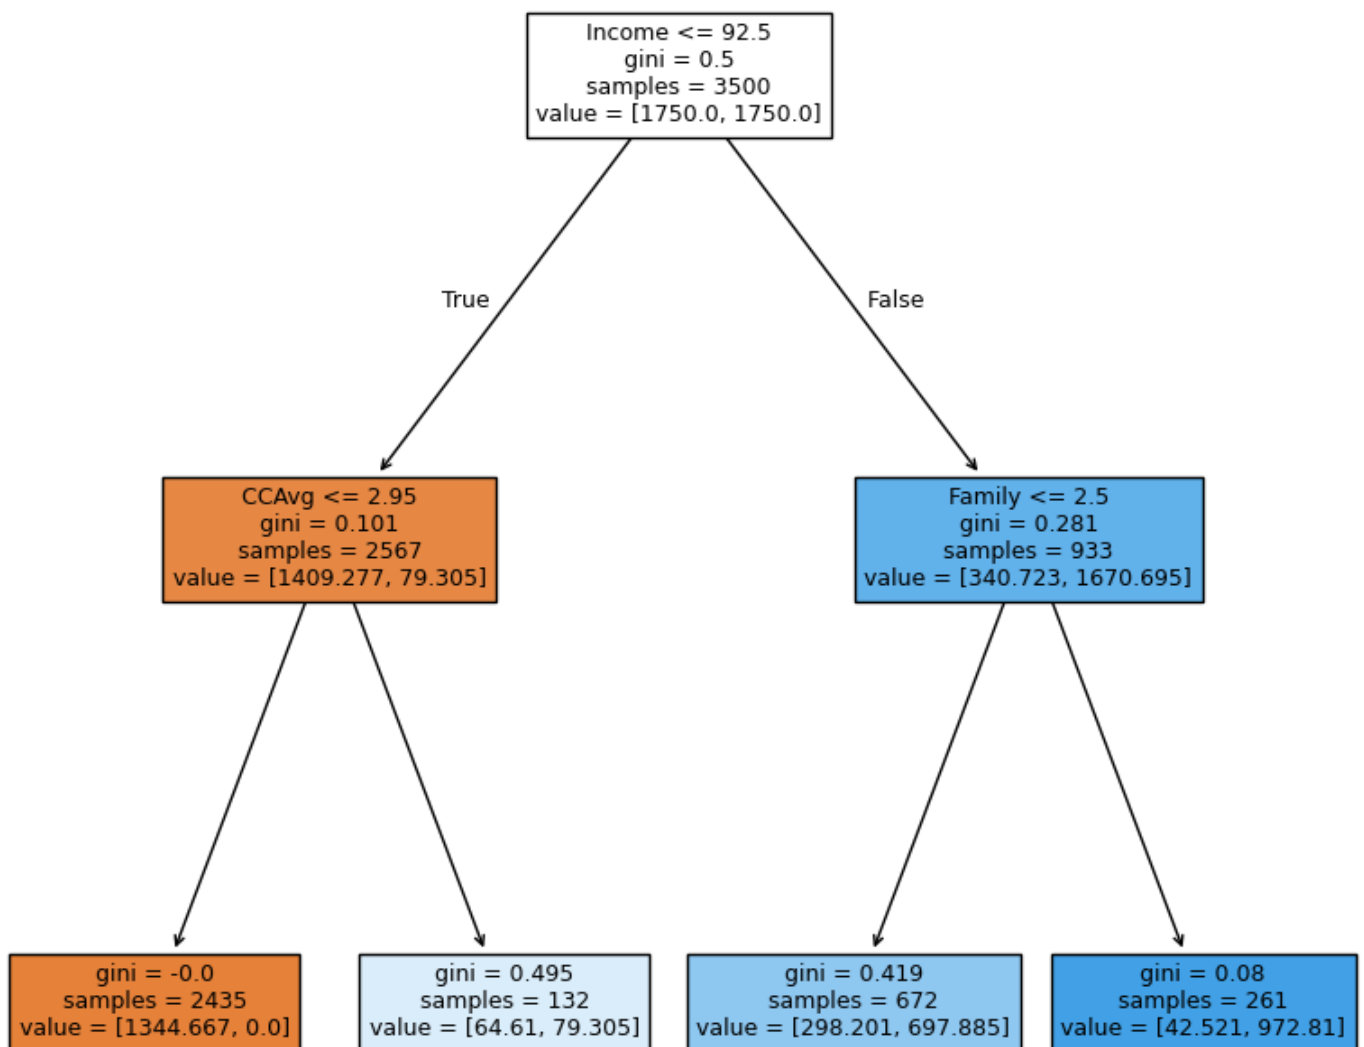 Income <= 92.5
gini = 0.5
samples = 3500
value = [1750.0, 1750.0]
True
False
CCAvg <= 2.95
gini = 0.101
samples = 2567
value = [1409.277, 79.305]
Family <= 2.5
gini = 0.281
samples = 933
value = [340.723, 1670.695]
gini = -0.0
samples = 2435
value = [1344.667, 0.0]
gini = 0.495
samples = 132
value = [64.61, 79.305]
gini = 0.419
samples = 672
value = [298.201, 697.885]
gini = 0.08
samples = 261
value = [42.521, 972.81]